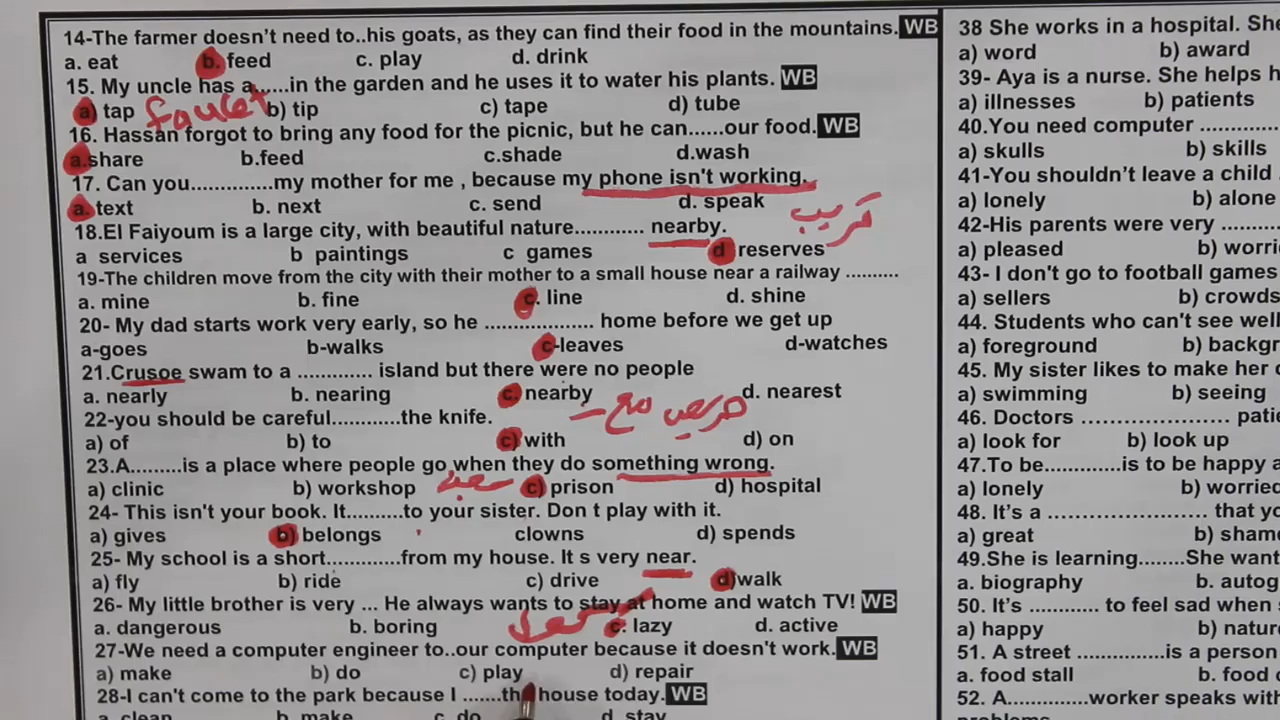 14-The farmer doesn't need to..his goats, as they can find their food in the mountains. WB
a. eat b. feed c. play d. drink
15. My uncle has a......in the garden and he uses it to water his plants. WB
a) tap faucet b) tip c) tape d) tube
16. Hassan forgot to bring any food for the picnic, but he can......our food. WB
a.share b.feed c.shade d.wash
17. Can you..............my mother for me , because my phone isn't working.
a. text b. next c. send d. speak
18.El Faiyoum is a large city, with beautiful nature............ nearby. قريب
a services b paintings c games d reserves
19-The children move from the city with their mother to a small house near a railway ..........
a. mine b. fine c. line d. shine
20- My dad starts work very early, so he ................... home before we get up
a-goes b-walks c-leaves d-watches
21.Crusoe swam to a ............. island but there were no people
a. nearly b. nearing c. nearby d. nearest
22-you should be careful............the knife. حريص مع
a) of b) to c) with d) on
23.A.........is a place where people go when they do something wrong.
a) clinic b) workshop c) prison d) hospital
24- This isn't your book. It.........to your sister. Don t play with it.
a) gives b) belongs clowns d) spends
25- My school is a short............from my house. It s very near.
a) fly b) ride c) drive d)walk
26- My little brother is very ... He always wants to stay at home and watch TV! WB
a. dangerous b. boring c. lazy d. active
27-We need a computer engineer to..our computer because it doesn't work. WB
a) make b) do c) play d) repair
28-I can't come to the park because I .......the house today. WB
a. clean b. make c. do d. stay
38 She works in a hospital.
a) word b) award
39- Aya is a nurse. She helps
a) illnesses b) patients
40.You need computer
a) skulls b) skills
41-You shouldn't leave a child
a) lonely b) alone
42-His parents were very
a) pleased b) worri
43- I don't go to football games
a) sellers b) crowds
44. Students who can't see well
a) foreground b) backgr
45. My sister likes to make her
a) swimming b) seeing
46. Doctors ...................... patie
a) look for b) look up
47.To be.............is to be happy a
a) lonely b) worried
48. It's a ......................... that yo
a) great b) sham
49.She is learning........She want
a. biography b. autog
50. It's ............ to feel sad when
a) happy b) natur
51. A street ...............is a person
a. food stall b. food
52. A.............worker speaks with
problems